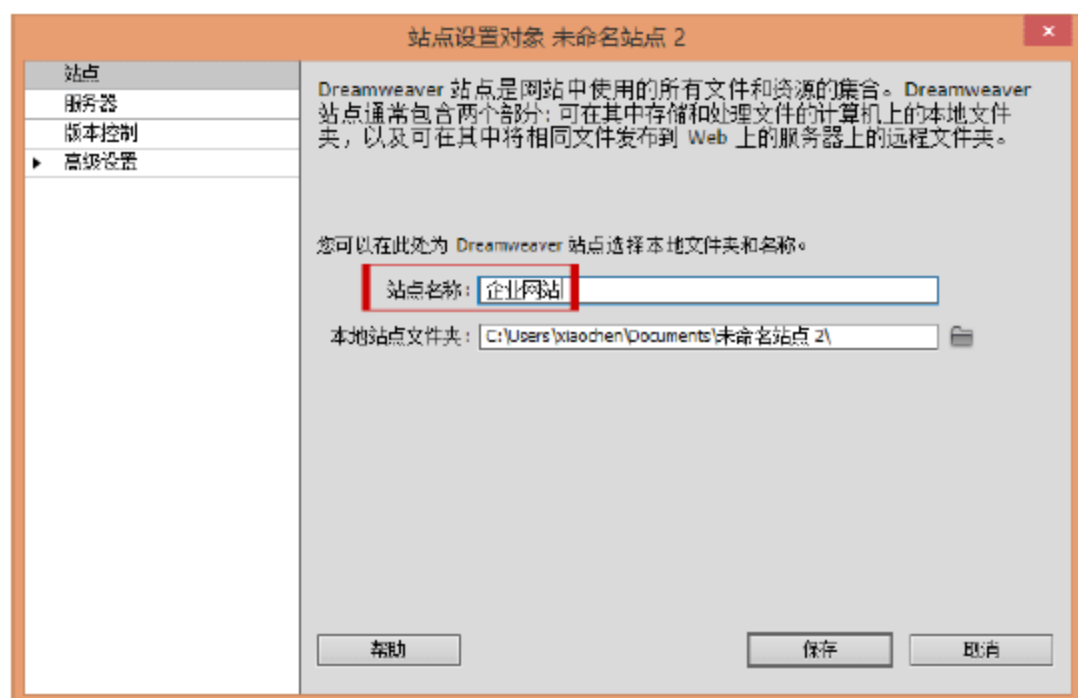 站点设置对象 未命名站点 2
×
站点
服务器
版本控制
高级设置
Dreamweaver 站点是网站中使用的所有文件和资源的集合。Dreamweaver
站点通常包含两个部分:可在其中存储和处理文件的计算机上的本地文件
夹,以及可在其中将相同文件发布到 Web 上的服务器上的远程文件夹。
您可以在此处为 Dreamweaver 站点选择本地文件夹和名称。
站点名称: 企业网站
本地站点文件夹: C:\Users\xiaochen\Documents\未命名站点 2\
帮助
保存
取消